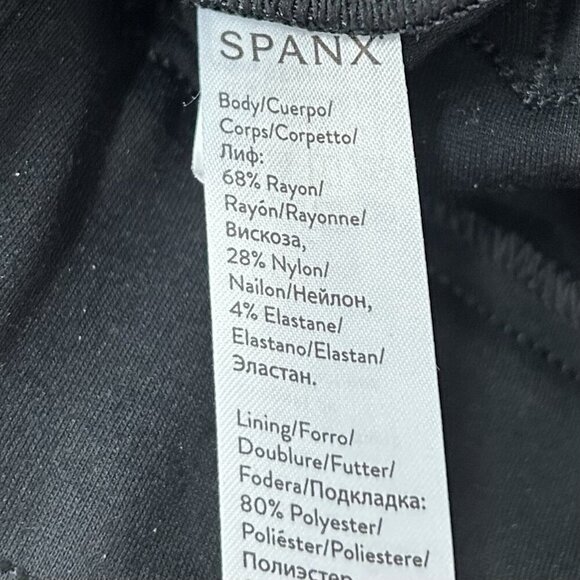 SPANX
Body/Cuerpo/
Corps/Corpetto/
Лиф:
68% Rayon/
Rayón/Rayonne/
Вискоза,
28% Nylon/
Nailon/Нейлон,
4% Elastane/
Elastano/Elastan/
Эластан.
Lining/Forro/
Doublure/Futter/
Fodera/Подкладка:
80% Polyester/
Poliéster/Poliestere/
Полиэстер